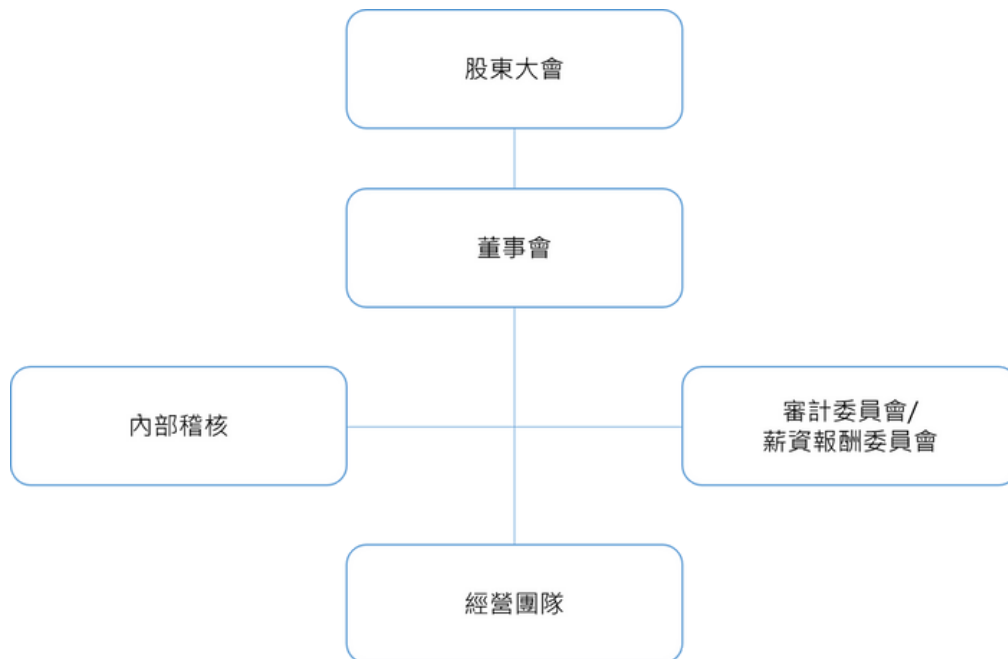 股東大會
董事會
內部稽核
審計委員會/
薪資報酬委員會
經營團隊